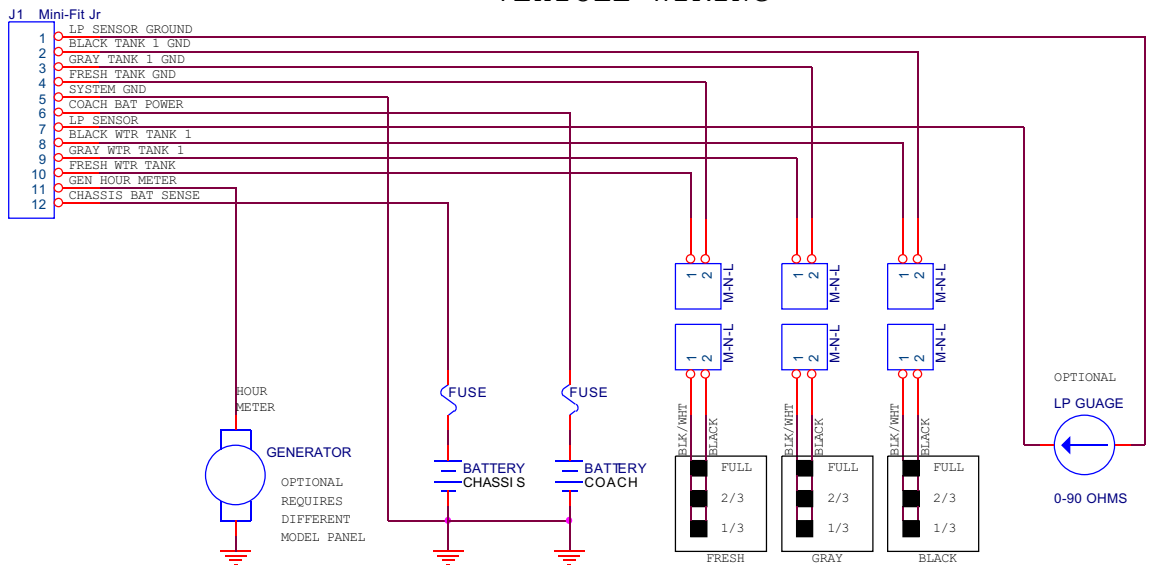 J1 Mini-Fit Jr
1 LP SENSOR GROUND
2 BLACK TANK 1 GND
3 GRAY TANK 1 GND
4 FRESH TANK GND
5 SYSTEM GND
6 COACH BAT POWER
7 LP SENSOR
8 BLACK WTR TANK 1
9 GRAY WTR TANK 1
10 FRESH WTR TANK
11 GEN HOUR METER
12 CHASSIS BAT SENSE
1 2 M-N-L
1 2 M-N-L
1 2 M-N-L
1 2 M-N-L
1 2 M-N-L
1 2 M-N-L
HOUR
METER
GENERATOR
OPTIONAL
REQUIRES
DIFFERENT
MODEL PANEL
FUSE
BATTERY
CHASSIS
FUSE
BATTERY
COACH
BLK/WHT
BLACK
FULL
2/3
1/3
FRESH
BLK/WHT
BLACK
FULL
2/3
1/3
GRAY
BLK/WHT
BLACK
FULL
2/3
1/3
BLACK
OPTIONAL
LP GUAGE
0-90 OHMS